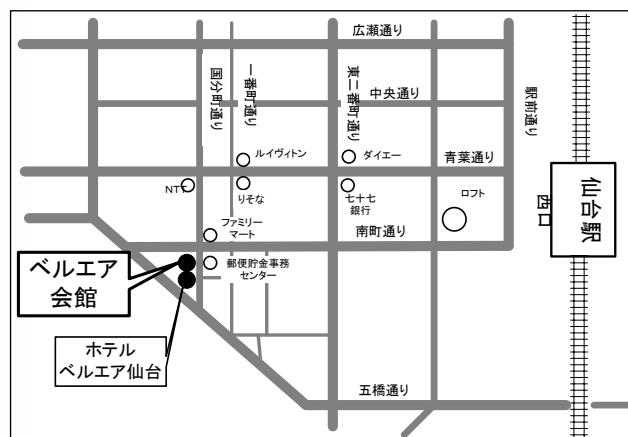 広瀬通り
国分町通り
一番町通り
東二番町通り
中央通り
駅前通り
ルイヴィトン
ダイエー
青葉通り
NTT
りそな
七十七
銀行
ロフト
仙台駅
西口
ファミリー
マート
南町通り
ベルエア
会館
郵便貯金事務
センター
ホテル
ベルエア仙台
五橋通り